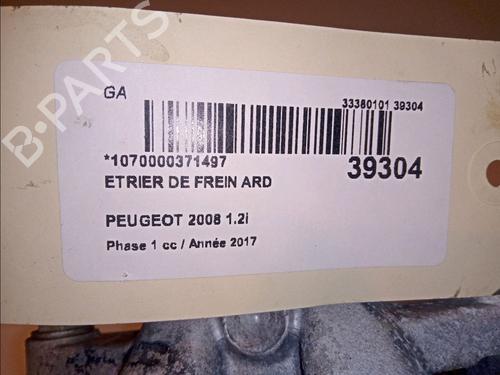 GA
33380101 39304
*1070000371497
39304
ETRIER DE FREIN ARD
PEUGEOT 2008 1.2i
Phase 1 cc / Année 2017
B-PARTS